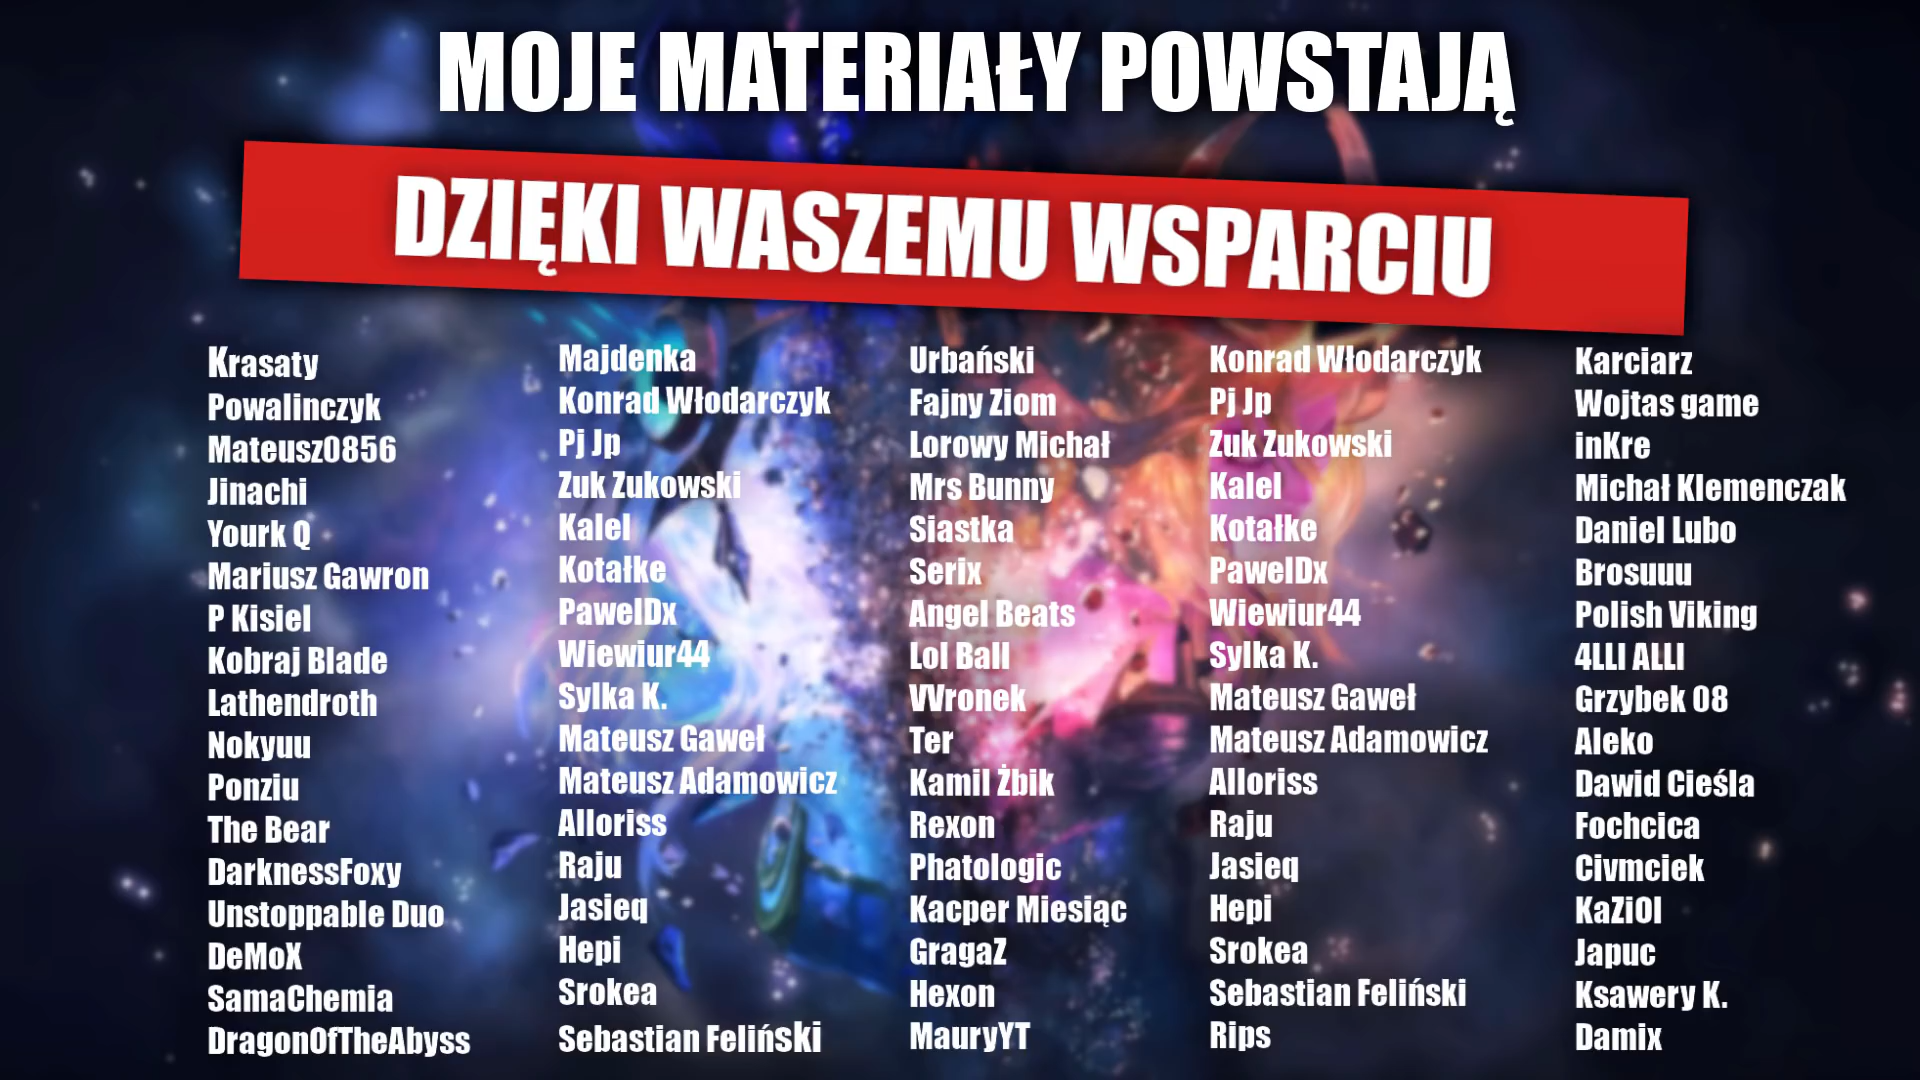 MOJE MATERIAŁY POWSTAJĄ
DZIĘKI WASZEMU WSPARCIU
Krasaty
Powalinczyk
Mateusz0856
Jinachi
Yourk Q
Mariusz Gawron
P Kisiel
Kobraj Blade
Lathendroth
Nokyuu
Ponziu
The Bear
DarknessFoxy
Unstoppable Duo
DeMoX
SamaChemia
DragonOfTheAbyss
Majdenka
Konrad Włodarczyk
Pj Jp
Zuk Zukowski
Kalel
Kotałke
PawelDx
Wiewiur44
Sylka K.
Mateusz Gaweł
Mateusz Adamowicz
Alloriss
Raju
Jasieq
Hepi
Srokea
Sebastian Feliński
Urbański
Fajny Ziom
Lorowy Michał
Mrs Bunny
Siastka
Serix
Angel Beats
Lol Ball
VVronek
Ter
Kamil Żbik
Rexon
Phatologic
Kacper Miesiąc
GragaZ
Hexon
MauryYT
Konrad Włodarczyk
Pj Jp
Zuk Zukowski
Kalel
Kotałke
PawelDx
Wiewiur44
Sylka K.
Mateusz Gaweł
Mateusz Adamowicz
Alloriss
Raju
Jasieq
Hepi
Srokea
Sebastian Feliński
Rips
Karciarz
Wojtas game
inKre
Michał Klemenczak
Daniel Lubo
Brosuuu
Polish Viking
4LLI ALLI
Grzybek 08
Aleko
Dawid Cieśla
Fochcica
Civmciek
KaZiOl
Japuc
Ksawery K.
Damix